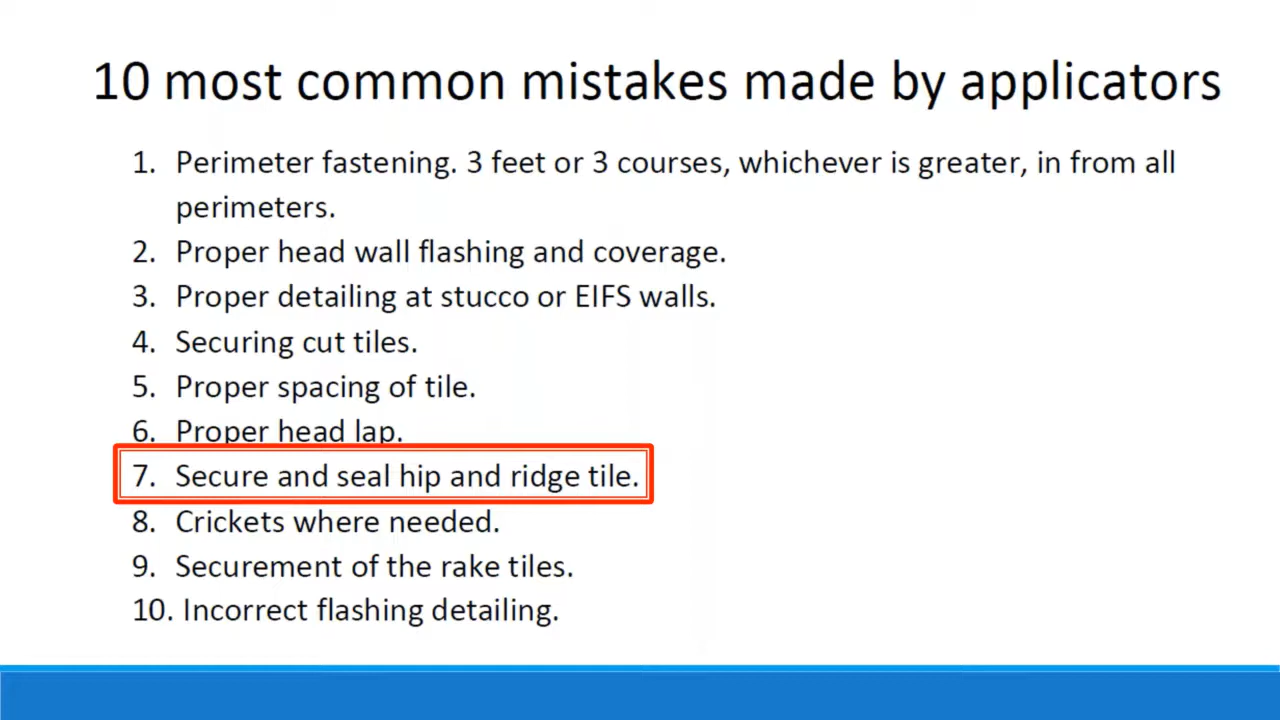 10 most common mistakes made by applicators
1. Perimeter fastening. 3 feet or 3 courses, whichever is greater, in from all
perimeters.
2. Proper head wall flashing and coverage.
3. Proper detailing at stucco or EIFS walls.
4. Securing cut tiles.
5. Proper spacing of tile.
6. Proper head lap.
7. Secure and seal hip and ridge tile.
8. Crickets where needed.
9. Securement of the rake tiles.
10. Incorrect flashing detailing.